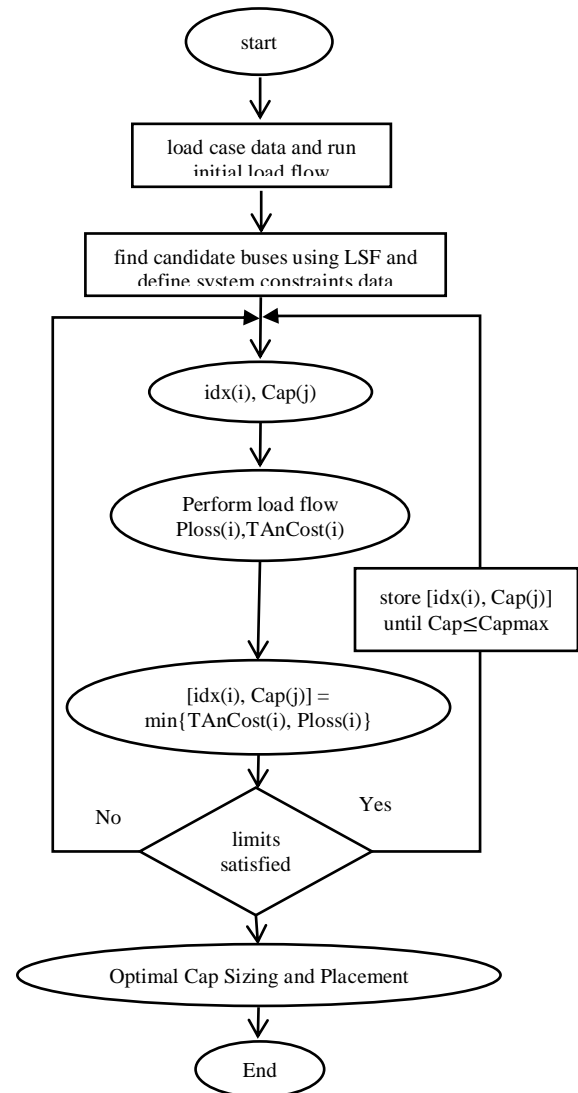 start
load case data and run
initial load flow
find candidate buses using LSF and
define system constraints data
idx(i), Cap(j)
Perform load flow
Ploss(i),TAnCost(i)
store [idx(i), Cap(j)]
until Cap≤Capmax
[idx(i), Cap(j)] =
min{TAnCost(i), Ploss(i)}
No
Yes
limits
satisfied
Optimal Cap Sizing and Placement
End